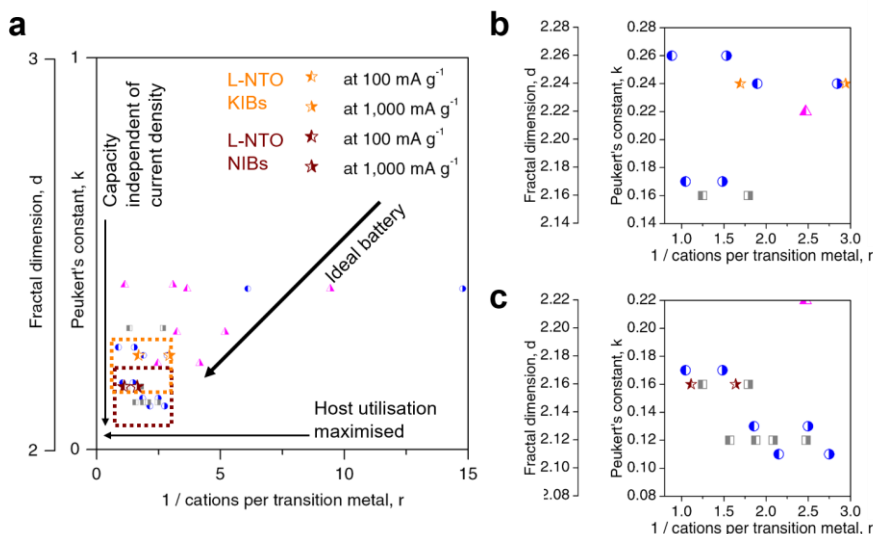 a
3
2
Fractal dimension, d
Peukert's constant, k
1
0
Capacity
independent of
current density
L-NTO
KIBs
at 100 mA g-1
at 1,000 mA g-1
L-NTO
NIBs
at 100 mA g-1
at 1,000 mA g-1
Ideal battery
Host utilisation
maximised
0
5
10
15
1 / cations per transition metal, r
b
2.28
2.26
2.24
2.22
2.20
2.18
2.16
2.14
Fractal dimension, d
Peukert's constant, k
0.28
0.26
0.24
0.22
0.20
0.18
0.16
0.14
1.0
1.5
2.0
2.5
3.0
1 / cations per transition metal, r
c
2.22
2.20
2.18
2.16
2.14
2.12
2.10
2.08
Fractal dimension, d
Peukert's constant, k
0.22
0.20
0.18
0.16
0.14
0.12
0.10
0.08
1.0
1.5
2.0
2.5
3.0
1 / cations per transition metal, r